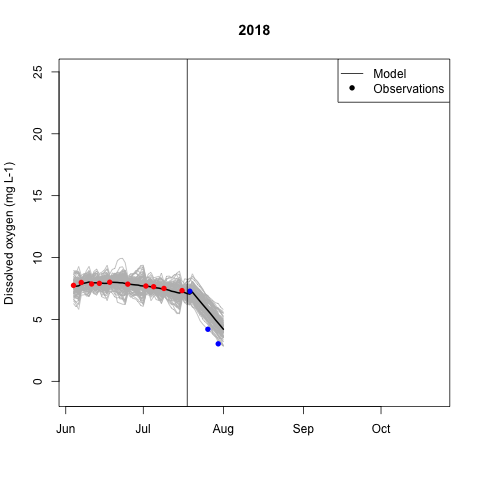 2018
Dissolved oxygen (mg L-1)
25
20
15
10
5
0
Model
Observations
Jun
Jul
Aug
Sep
Oct